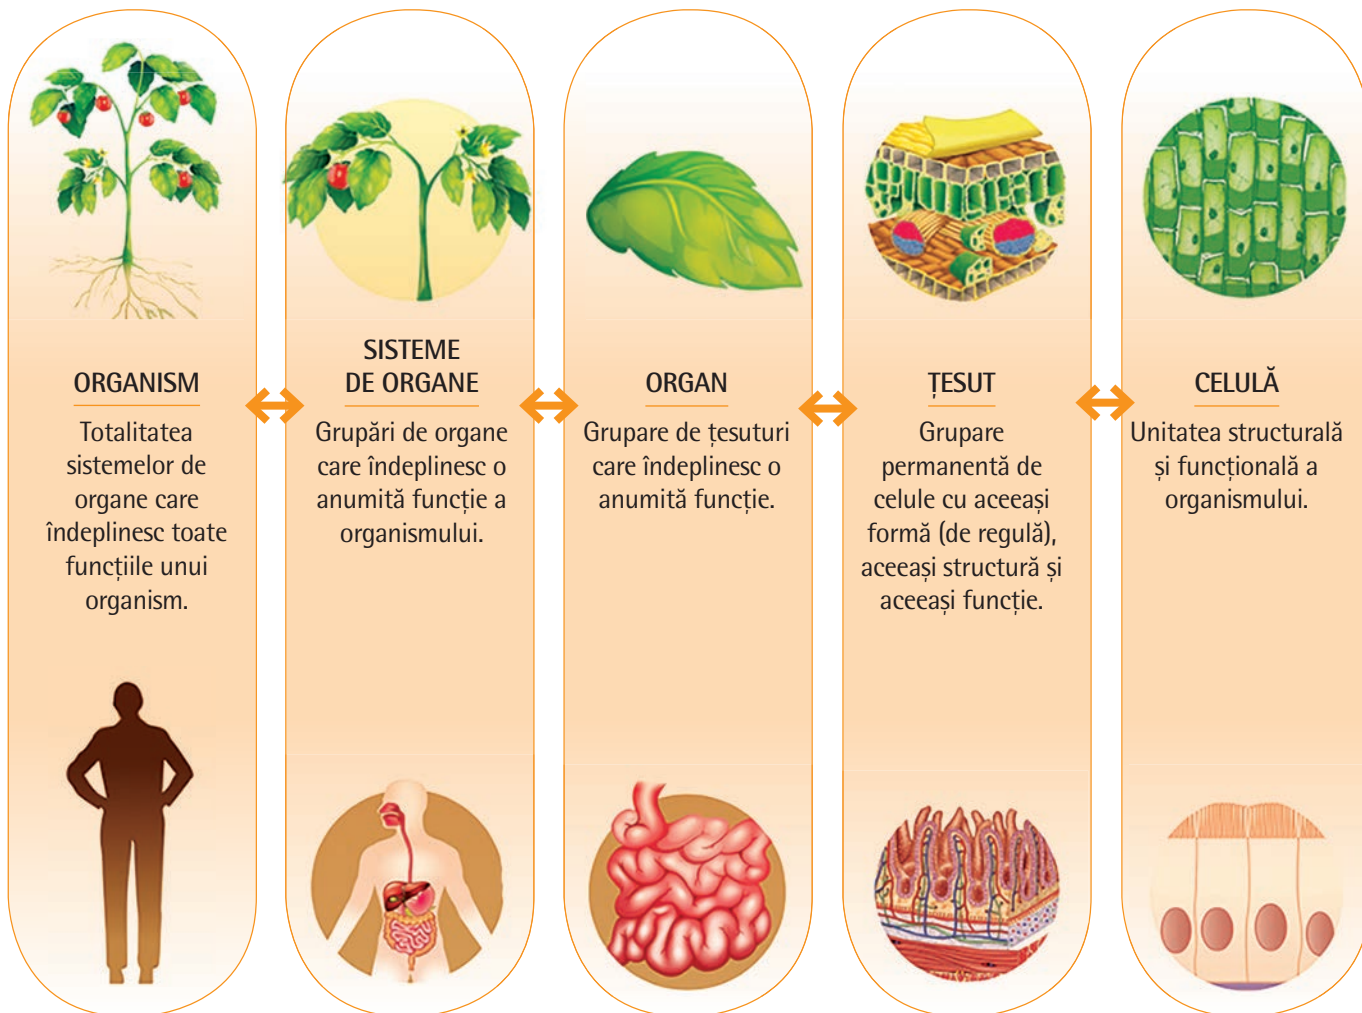 ORGANISM
Totalitatea
sistemelor de
organe care
îndeplinesc toate
funcțiile unui
organism.
SISTEME
DE ORGANE
Grupări de organe
care îndeplinesc o
anumită funcție a
organismului.
ORGAN
Grupare de țesuturi
care îndeplinesc o
anumită funcție.
ȚESUT
Grupare
permanentă de
celule cu aceeași
formă (de regulă),
aceeași structură și
aceeași funcție.
CELULĂ
Unitatea structurală
și funcțională a
organismului.